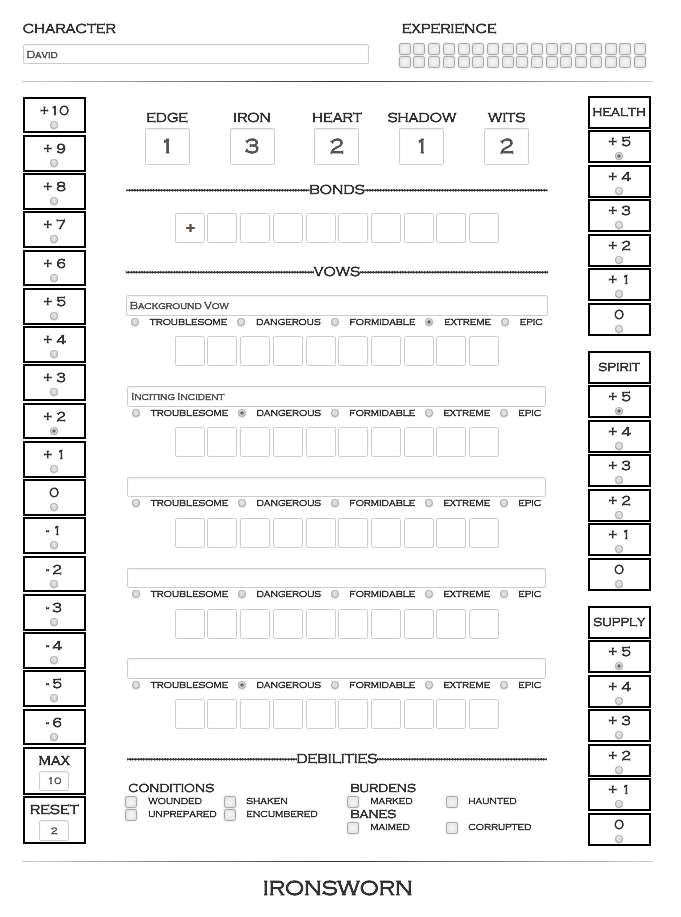 CHARACTER
EXPERIENCE
David
+10
+9
+8
+7
+6
+5
+4
+3
+2
+1
0
-1
-2
-3
-4
-5
-6
MAX
10
RESET
2
EDGE IRON HEART SHADOW WITS
1 3 2 1 2
BONDS
+
VOWS
Background Vow
TROUBLESOME DANGEROUS FORMIDABLE EXTREME EPIC
Inciting Incident
TROUBLESOME DANGEROUS FORMIDABLE EXTREME EPIC
TROUBLESOME DANGEROUS FORMIDABLE EXTREME EPIC
TROUBLESOME DANGEROUS FORMIDABLE EXTREME EPIC
TROUBLESOME DANGEROUS FORMIDABLE EXTREME EPIC
DEBILITIES
CONDITIONS
WOUNDED SHAKEN
UNPREPARED ENCUMBERED
BURDENS
MARKED HAUNTED
BANES
MAIMED CORRUPTED
HEALTH
+5
+4
+3
+2
+1
0
SPIRIT
+5
+4
+3
+2
+1
0
SUPPLY
+5
+4
+3
+2
+1
0
IRONSWORN